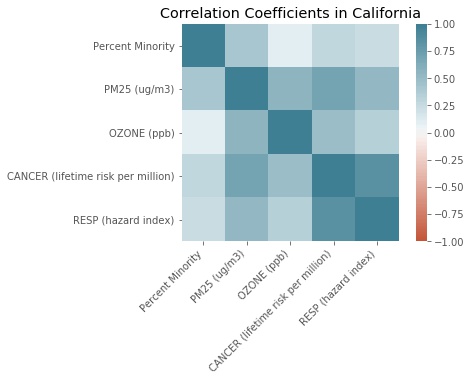 Correlation Coefficients in California
Percent Minority
PM25 (ug/m3)
OZONE (ppb)
CANCER (lifetime risk per million)
RESP (hazard index)
Percent Minority
PM25 (ug/m3)
OZONE (ppb)
CANCER (lifetime risk per million)
RESP (hazard index)
1.00
0.75
0.50
0.25
0.00
−0.25
−0.50
−0.75
−1.00